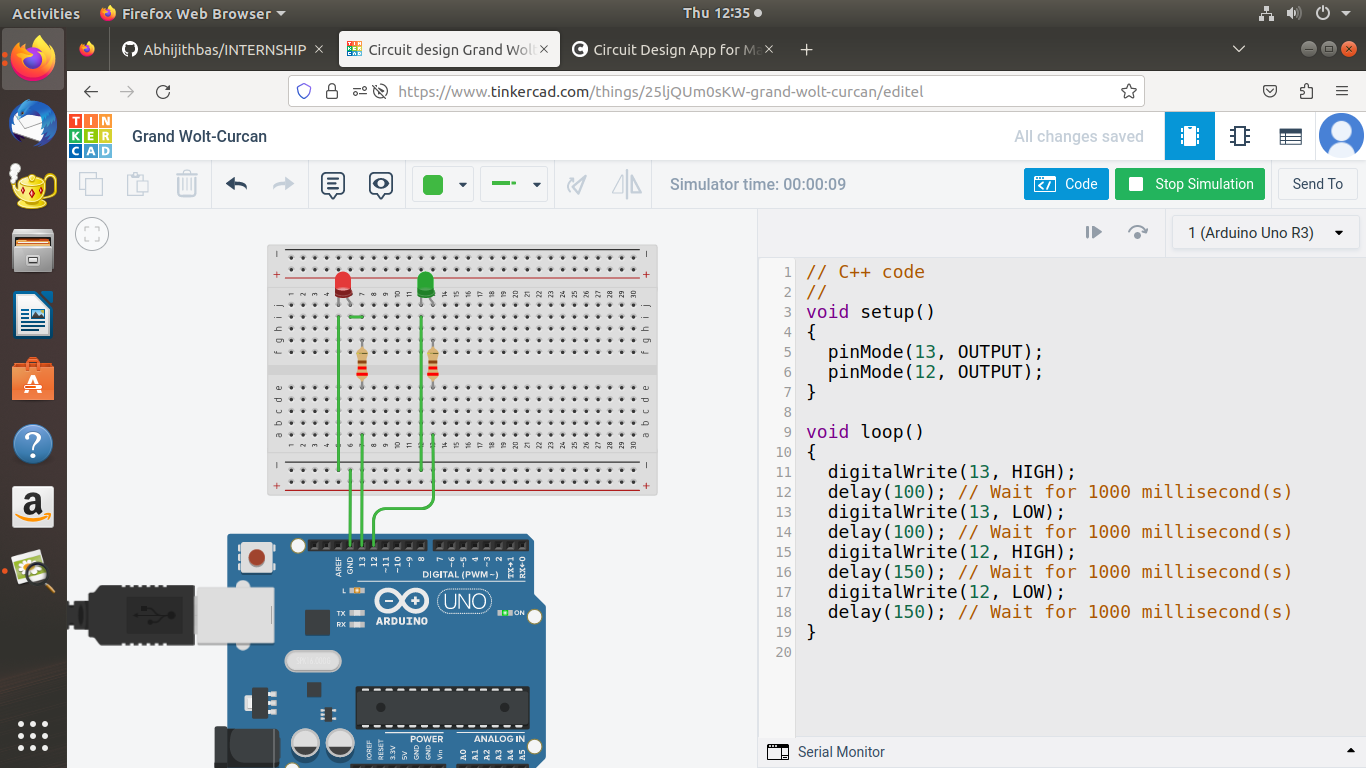 Activities
Firefox Web Browser
Thu 12:35
Abhijithbas/INTERNSHIP
Circuit design Grand Wol
Circuit Design App for Ma
https://www.tinkercad.com/things/25ljQUm0sKW-grand-wolt-curcan/editel
TIN
KER
CAD
Grand Wolt-Curcan
All changes saved
Simulator time: 00:00:09
Code
Stop Simulation
Send To
1 (Arduino Uno R3)
1 // C++ code
2 //
3 void setup()
4 {
5 pinMode(13, OUTPUT);
6 pinMode(12, OUTPUT);
7 }
8
9 void loop()
10 {
11 digitalWrite(13, HIGH);
12 delay(100); // Wait for 1000 millisecond(s)
13 digitalWrite(13, LOW);
14 delay(100); // Wait for 1000 millisecond(s)
15 digitalWrite(12, HIGH);
16 delay(150); // Wait for 1000 millisecond(s)
17 digitalWrite(12, LOW);
18 delay(150); // Wait for 1000 millisecond(s)
19 }
20
AREF
GND
13
12
~11
~10
~9
8
7
~6
~5
4
~3
2
TX→1
RX←0
DIGITAL (PWM~)
L
TX
RX
ARDUINO
UNO
ON
IOREF
RESET
3.3V
5V
GND
GND
Vin
POWER
ANALOG IN
A0
A1
A2
A3
A4
A5
Serial Monitor